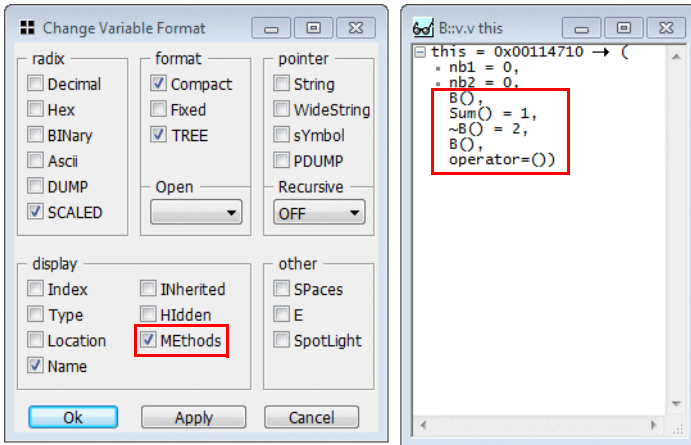 Change Variable Format
radix
Decimal
Hex
BINary
Ascii
DUMP
SCALED
format
Compact
Fixed
TREE
Open
pointer
String
WideString
sYmbol
PDUMP
Recursive
OFF
display
Index
Type
Location
Name
INherited
HIdden
MEthods
other
SPaces
E
SpotLight
Ok
Apply
Cancel
B::v.v this
this = 0x00114710 → (
nb1 = 0,
nb2 = 0,
B(),
Sum() = 1,
~B() = 2,
B(),
operator=())